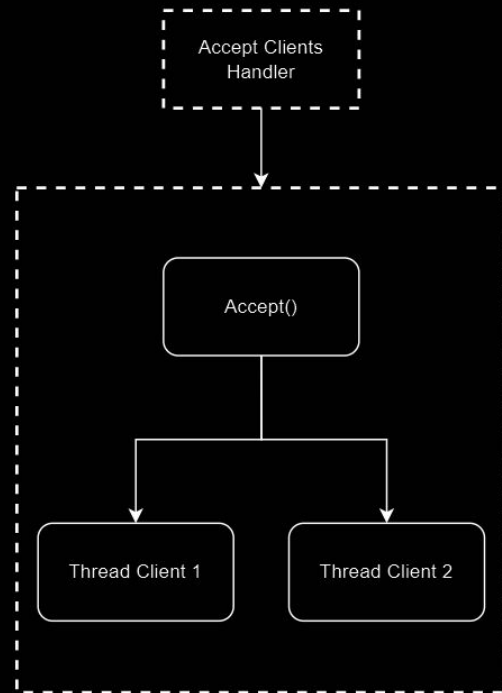 Accept Clients
Handler
Accept()
Thread Client 1
Thread Client 2